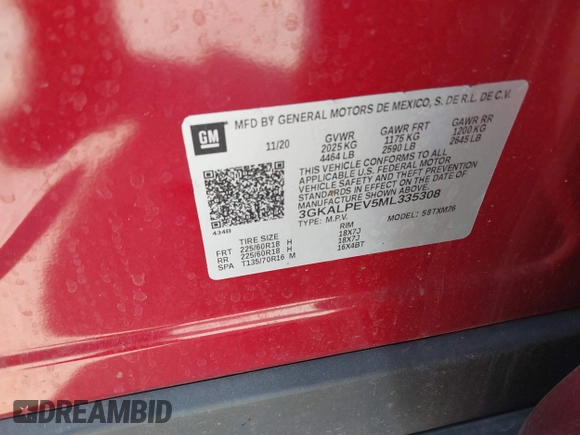 GM
MFD BY GENERAL MOTORS DE MEXICO, S. DE R.L. DE C.V.
11/20 GVWR GAWR FRT GAWR RR
2025 KG 1175 KG 1200 KG
4464 LB 2590 LB 2645 LB
THIS VEHICLE CONFORMS TO ALL
APPLICABLE U.S. FEDERAL MOTOR
VEHICLE SAFETY AND THEFT PREVENTION
STANDARDS IN EFFECT ON THE DATE OF
MANUFACTURE SHOWN ABOVE.
3GKALPEV5ML335308
TYPE: M.P.V. MODEL: S8TXM26
434B
TIRE SIZE RIM
FRT 225/60R18 H 18X7J
RR 225/60R18 H 18X7J
SPA T135/70R16 M 16X4BT
DREAMBID